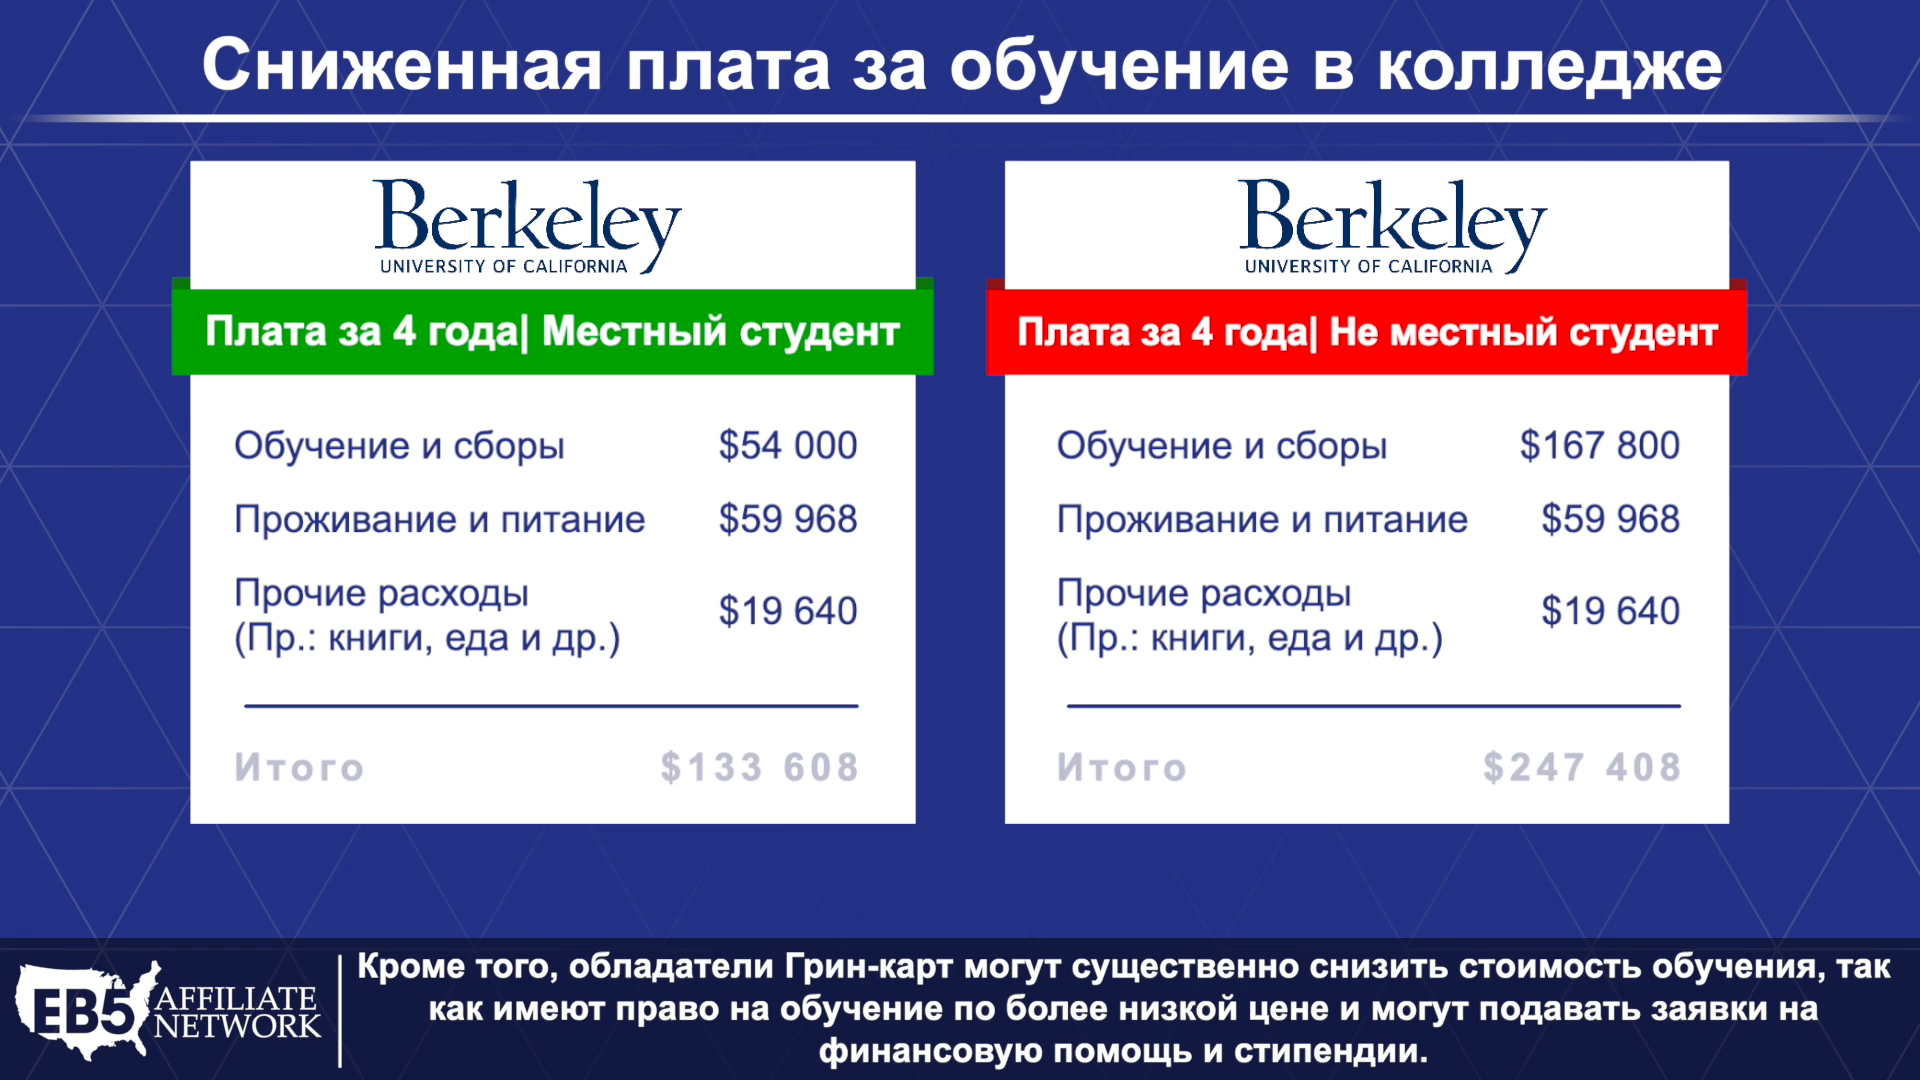 Сниженная плата за обучение в колледже
Berkeley
UNIVERSITY OF CALIFORNIA
Плата за 4 года| Местный студент
Обучение и сборы $54 000
Проживание и питание $59 968
Прочие расходы
(Пр.: книги, еда и др.) $19 640
Итого $133 608
Berkeley
UNIVERSITY OF CALIFORNIA
Плата за 4 года| Не местный студент
Обучение и сборы $167 800
Проживание и питание $59 968
Прочие расходы
(Пр.: книги, еда и др.) $19 640
Итого $247 408
EB5 AFFILIATE
NETWORK
Кроме того, обладатели Грин-карт могут существенно снизить стоимость обучения, так
как имеют право на обучение по более низкой цене и могут подавать заявки на
финансовую помощь и стипендии.